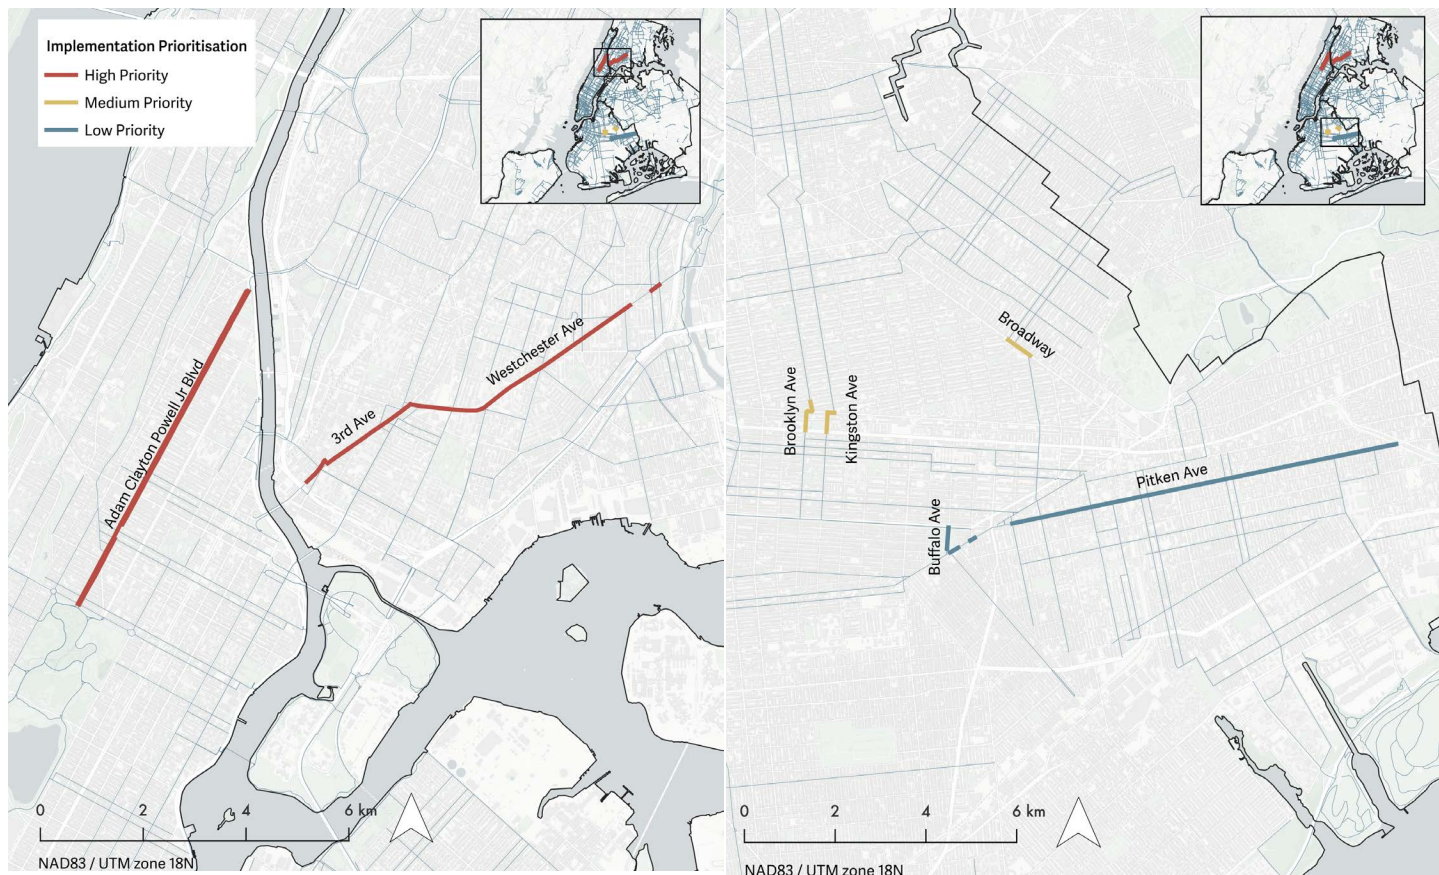 Implementation Prioritisation
High Priority
Medium Priority
Low Priority
Adam Clayton Powell Jr Blvd
3rd Ave
Westchester Ave
0 2 4 6 km
NAD83 / UTM zone 18N
Broadway
Brooklyn Ave
Kingston Ave
Pitken Ave
Buffalo Ave
0 2 4 6 km
NAD83 / UTM zone 18N